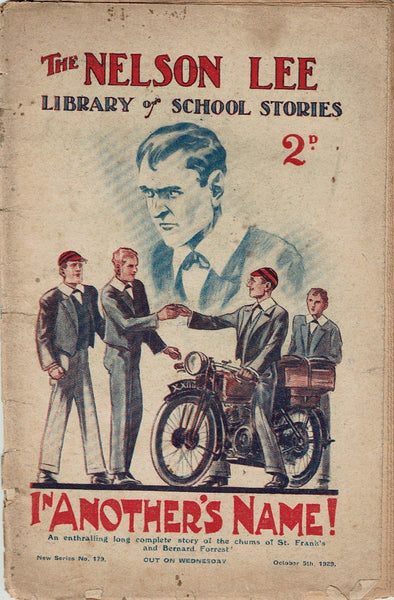 THE NELSON LEE
LIBRARY of SCHOOL STORIES
2D.
IN ANOTHER'S NAME!
An enthralling long complete story of the chums of St. Frank's
and Bernard Forrest
New Series No. 179.
OUT ON WEDNESDAY
October 5th, 1929.